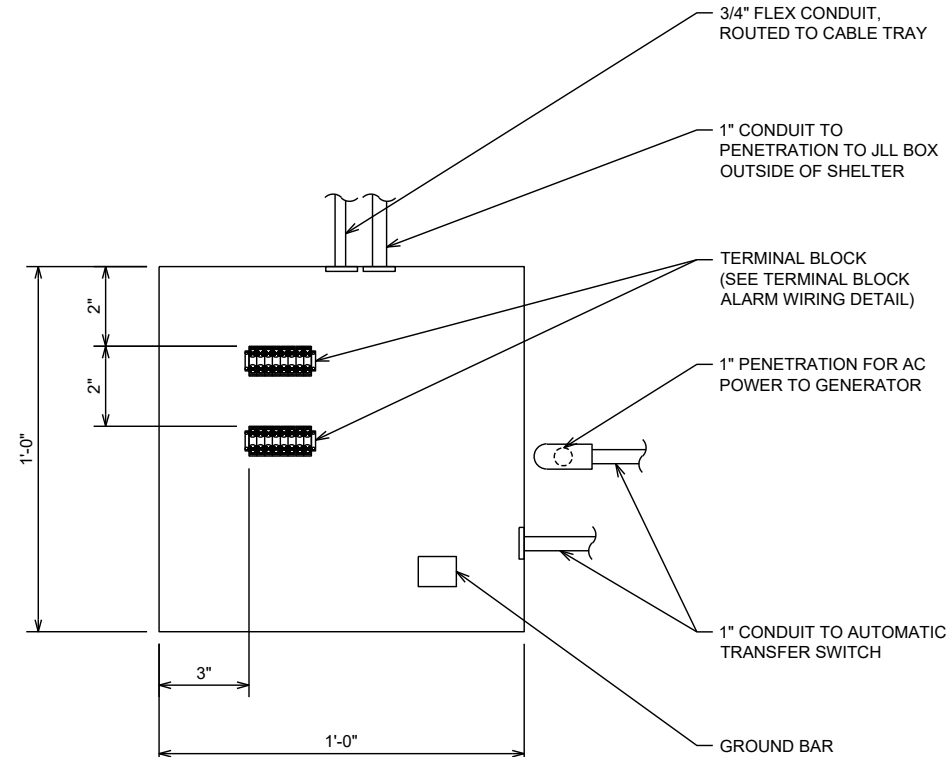 3/4" FLEX CONDUIT,
ROUTED TO CABLE TRAY
1" CONDUIT TO
PENETRATION TO JLL BOX
OUTSIDE OF SHELTER
TERMINAL BLOCK
(SEE TERMINAL BLOCK
ALARM WIRING DETAIL)
1" PENETRATION FOR AC
POWER TO GENERATOR
1" CONDUIT TO AUTOMATIC
TRANSFER SWITCH
GROUND BAR
2"
2"
1'-0"
3"
1'-0"